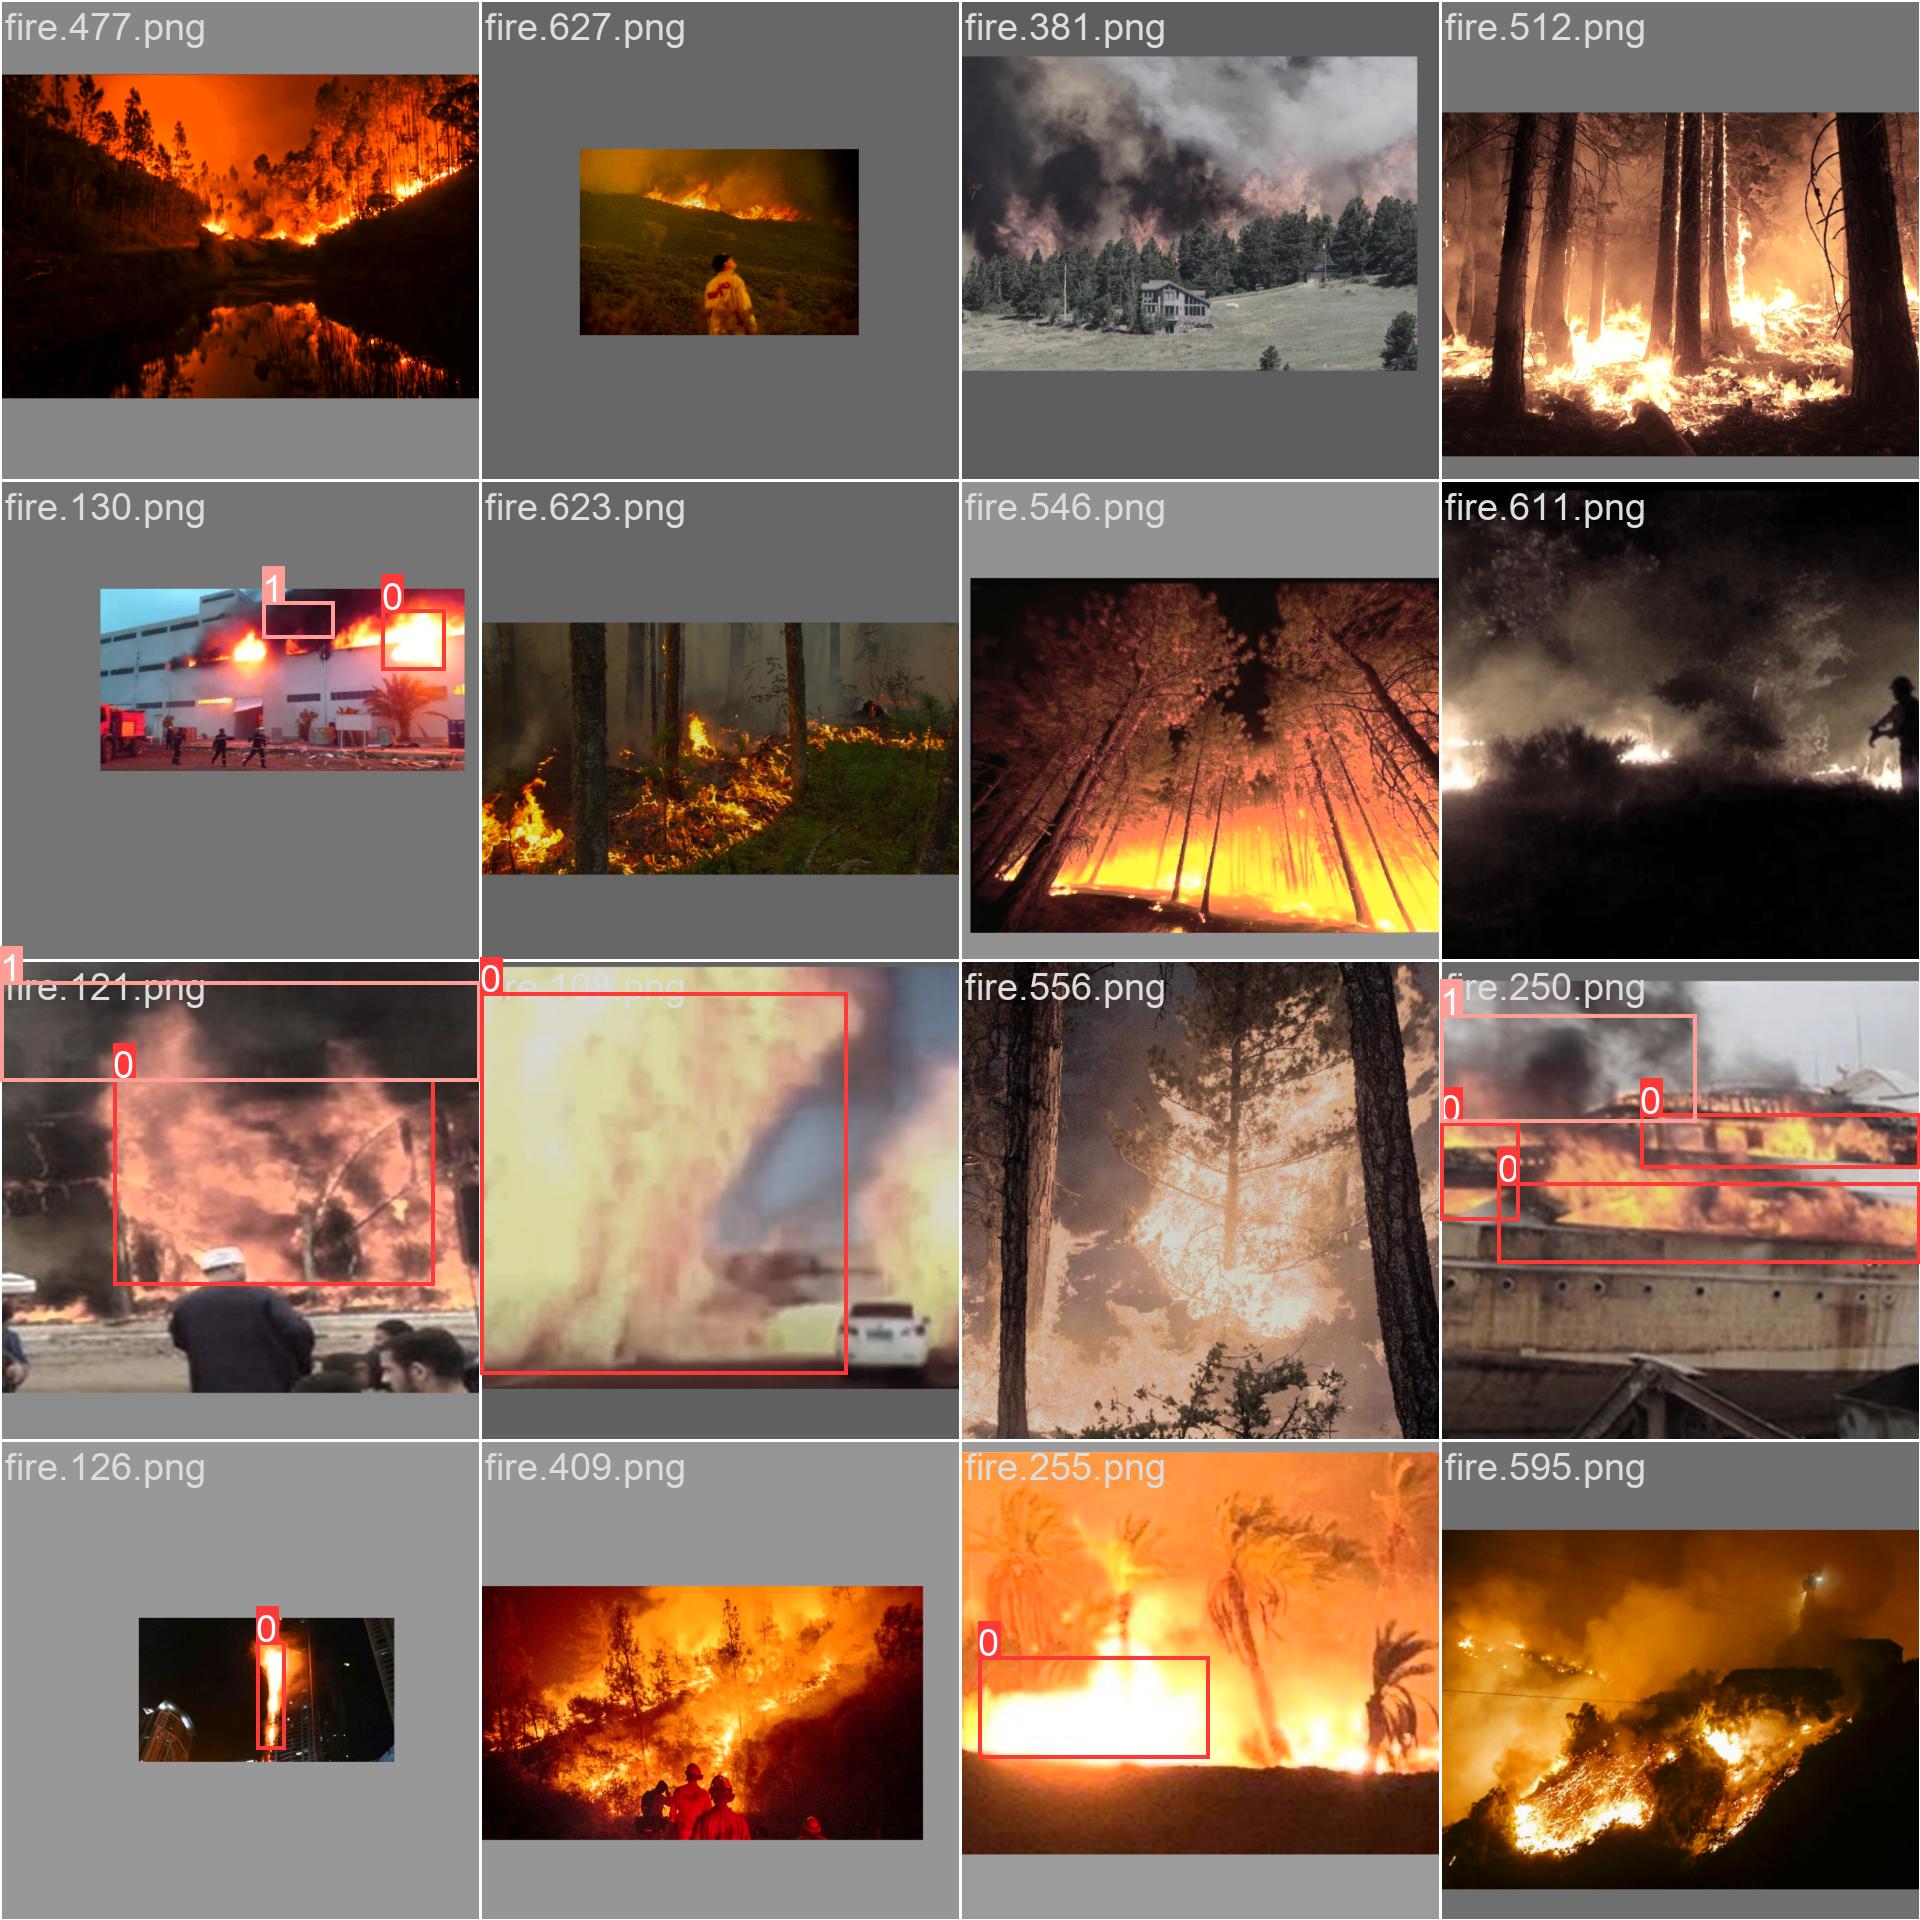 fire.477.png
fire.627.png
fire.381.png
fire.512.png
fire.130.png
fire.623.png
fire.546.png
fire.611.png
1
0
1
fire.121.png
0
0
fire.108.png
fire.556.png
1
fire.250.png
0
0
0
fire.126.png
fire.409.png
fire.255.png
fire.595.png
0
0